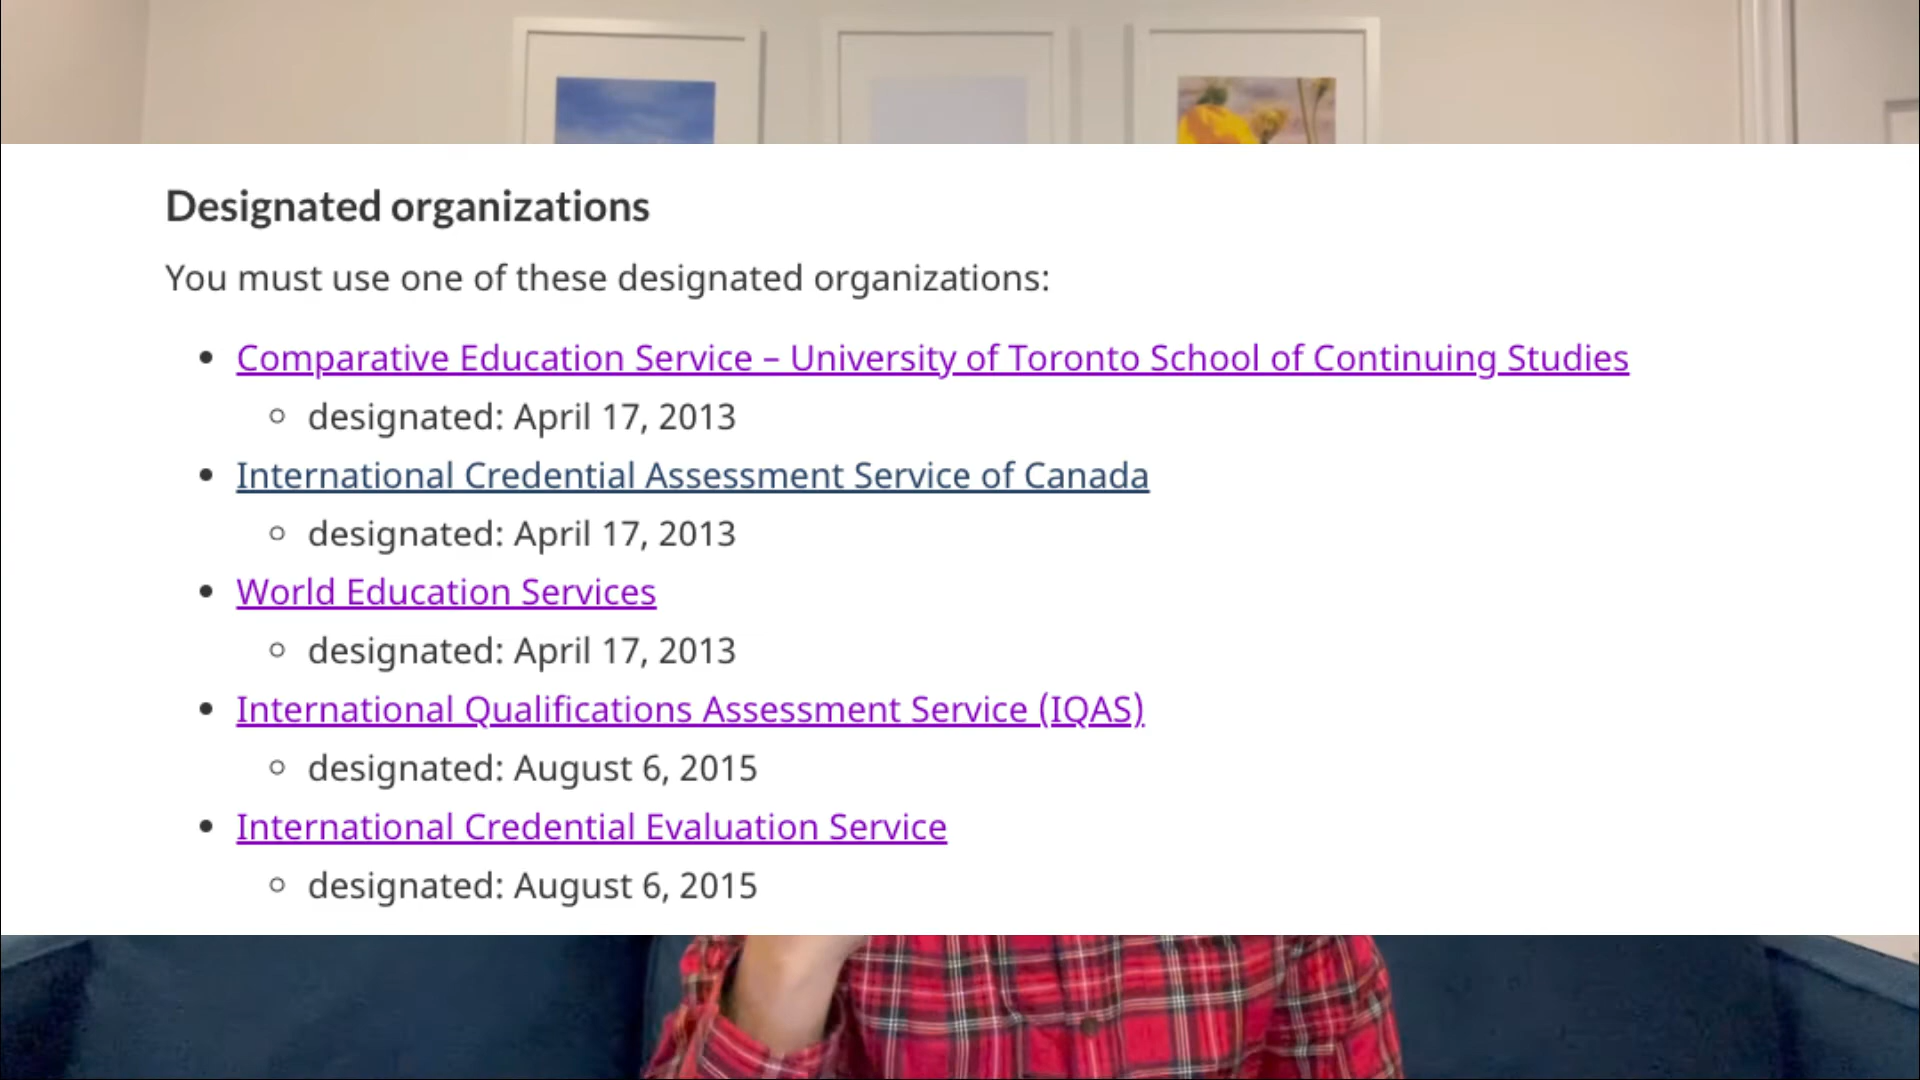 Designated organizations
You must use one of these designated organizations:
Comparative Education Service – University of Toronto School of Continuing Studies
designated: April 17, 2013
International Credential Assessment Service of Canada
designated: April 17, 2013
World Education Services
designated: April 17, 2013
International Qualifications Assessment Service (IQAS)
designated: August 6, 2015
International Credential Evaluation Service
designated: August 6, 2015